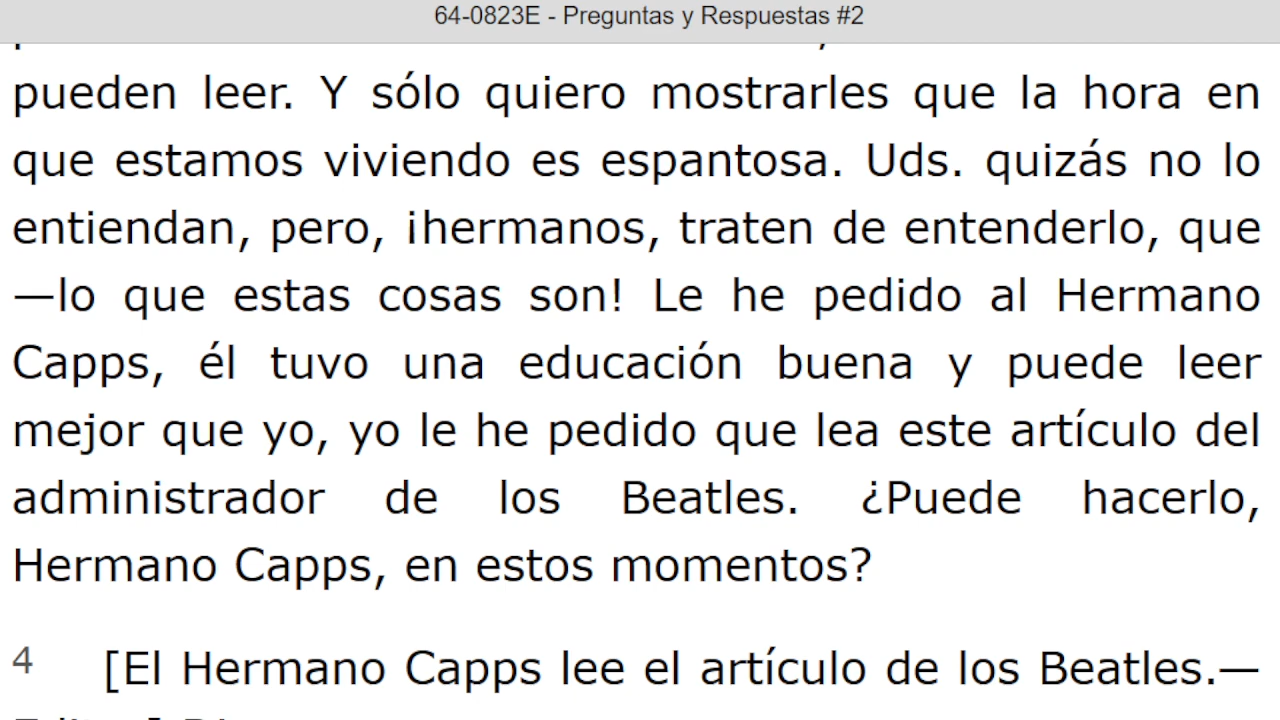 64-0823E - Preguntas y Respuestas #2
pueden leer. Y sólo quiero mostrarles que la hora en
que estamos viviendo es espantosa. Uds. quizás no lo
entiendan, pero, ¡hermanos, traten de entenderlo, que
—lo que estas cosas son! Le he pedido al Hermano
Capps, él tuvo una educación buena y puede leer
mejor que yo, yo le he pedido que lea este artículo del
administrador de los Beatles. ¿Puede hacerlo,
Hermano Capps, en estos momentos?
4 [El Hermano Capps lee el artículo de los Beatles.—